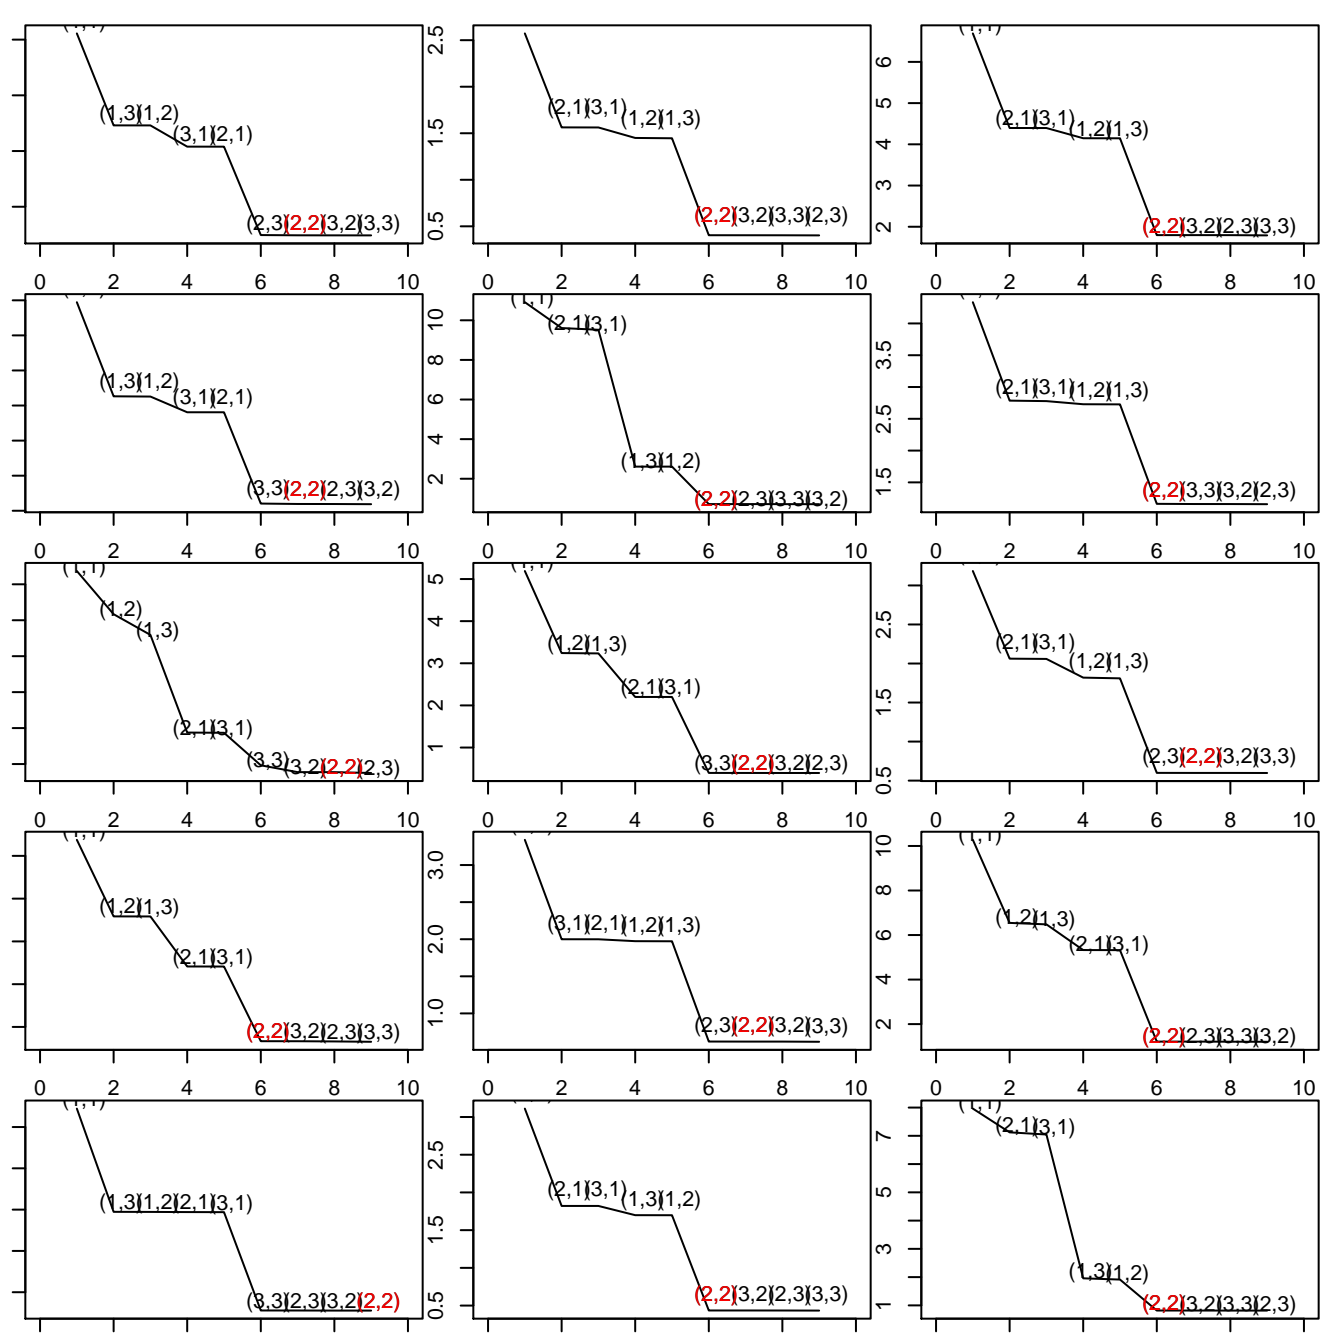 (1,3)(1,2) (3,1)(2,1) (2,3)(2,2)(3,2)(3,3)
0 2 4 6 8 10
2.5 1.5 0.5
(2,1)(3,1) (1,2)(1,3) (2,2)(3,2)(3,3)(2,3)
0 2 4 6 8 10
6 5 4 3 2
(1,1) (2,1)(3,1) (1,2)(1,3) (2,2)(3,2)(2,3)(3,3)
0 2 4 6 8 10
(1,3)(1,2) (3,1)(2,1) (3,3)(2,2)(2,3)(3,2)
0 2 4 6 8 10
10 8 6 4 2
(1,1) (2,1)(3,1) (1,3)(1,2) (2,2)(2,3)(3,3)(3,2)
0 2 4 6 8 10
3.5 2.5 1.5
(2,1)(3,1)(1,2)(1,3) (2,2)(3,3)(3,2)(2,3)
0 2 4 6 8 10
(1,1) (1,2) (1,3) (2,1)(3,1) (3,3)(3,2)(2,2)(2,3)
0 2 4 6 8 10
5 4 3 2 1
(1,1) (1,2)(1,3) (2,1)(3,1) (3,3)(2,2)(3,2)(2,3)
0 2 4 6 8 10
2.5 1.5 0.5
(2,1)(3,1) (1,2)(1,3) (2,3)(2,2)(3,2)(3,3)
0 2 4 6 8 10
(1,1) (1,2)(1,3) (2,1)(3,1) (2,2)(3,2)(2,3)(3,3)
0 2 4 6 8 10
3.0 2.0 1.0
(3,1)(2,1)(1,2)(1,3) (2,3)(2,2)(3,2)(3,3)
0 2 4 6 8 10
10 8 6 4 2
(1,1) (1,2)(1,3) (2,1)(3,1) (2,2)(2,3)(3,3)(3,2)
0 2 4 6 8 10
(1,1) (1,3)(1,2)(2,1)(3,1) (3,3)(2,3)(3,2)(2,2)
2.5 1.5 0.5
(2,1)(3,1) (1,3)(1,2) (2,2)(3,2)(2,3)(3,3)
7 5 3 1
(1,1) (2,1)(3,1) (1,3)(1,2) (2,2)(3,2)(3,3)(2,3)